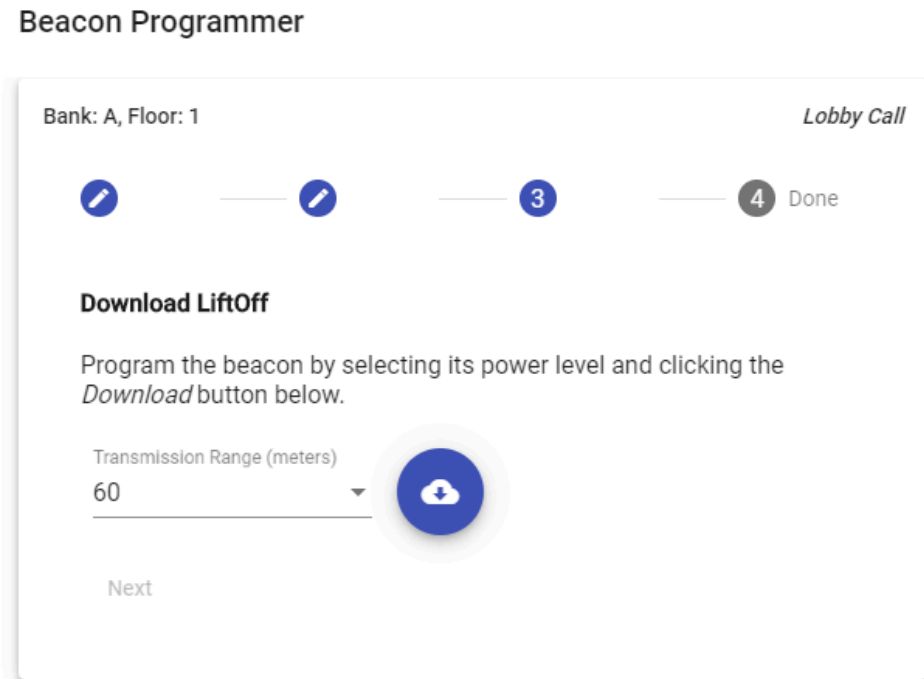 Beacon Programmer
Bank: A, Floor: 1
Lobby Call
3
4
Done
Download LiftOff
Program the beacon by selecting its power level and clicking the
Download button below.
Transmission Range (meters)
60
Next